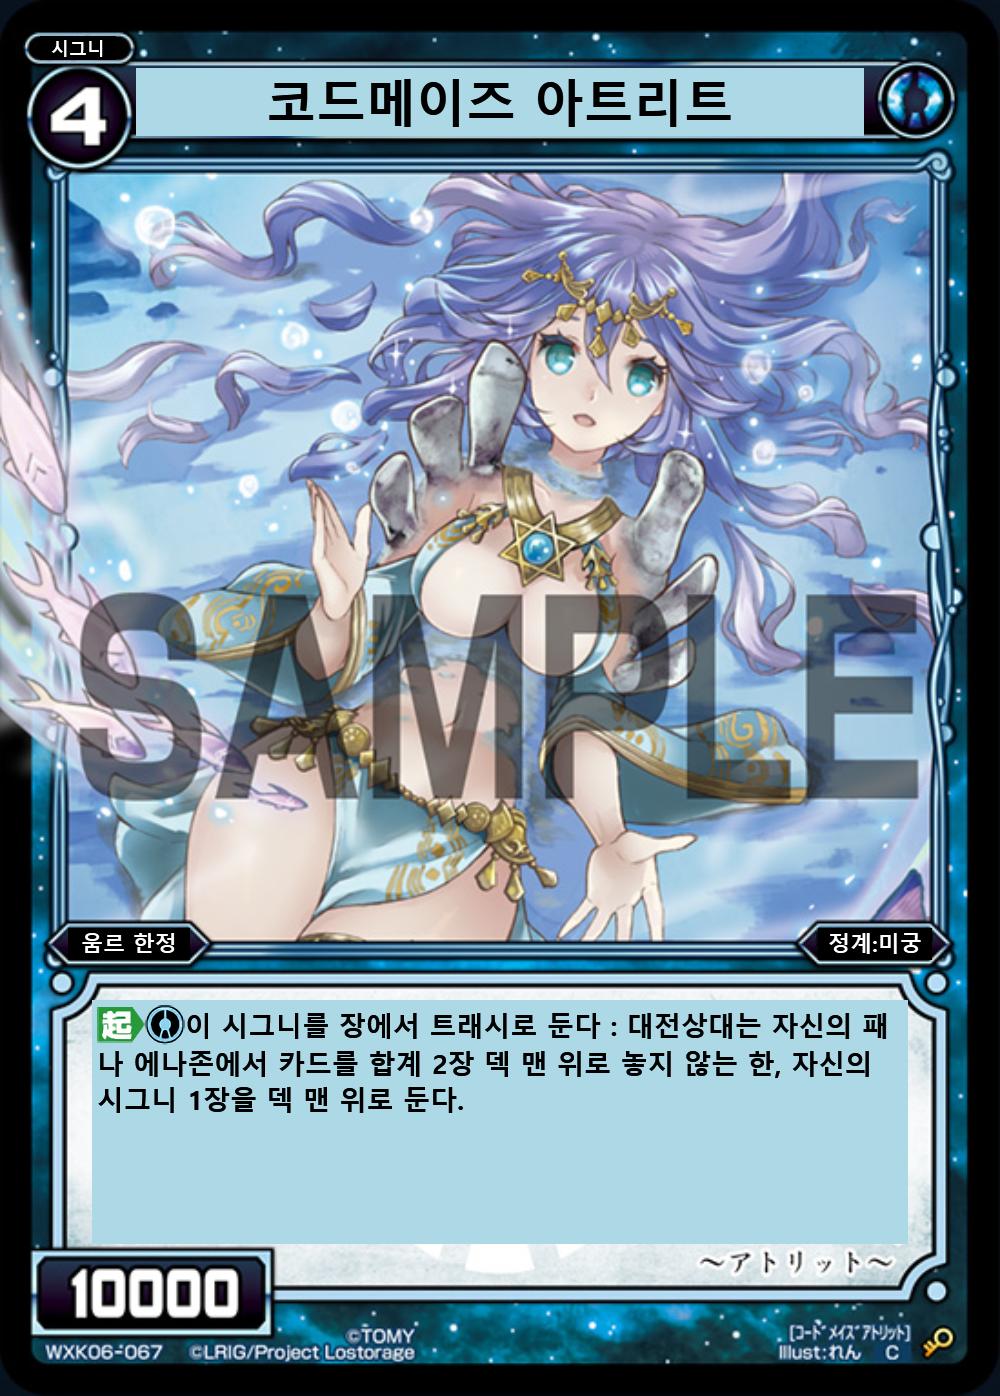 시그니
4
코드메이즈 아트리트
SAMPLE
움르 한정
정계:미궁
起 이 시그니를 장에서 트래시로 둔다 : 대전상대는 자신의 패
나 에나존에서 카드를 합계 2장 덱 맨 위로 놓지 않는 한, 자신의
시그니 1장을 덱 맨 위로 둔다.
～アトリット～
10000
©TOMY
[コードメイズアトリット]
WXK06-067 ©LRIG/Project Lostorage
Illust:れん C